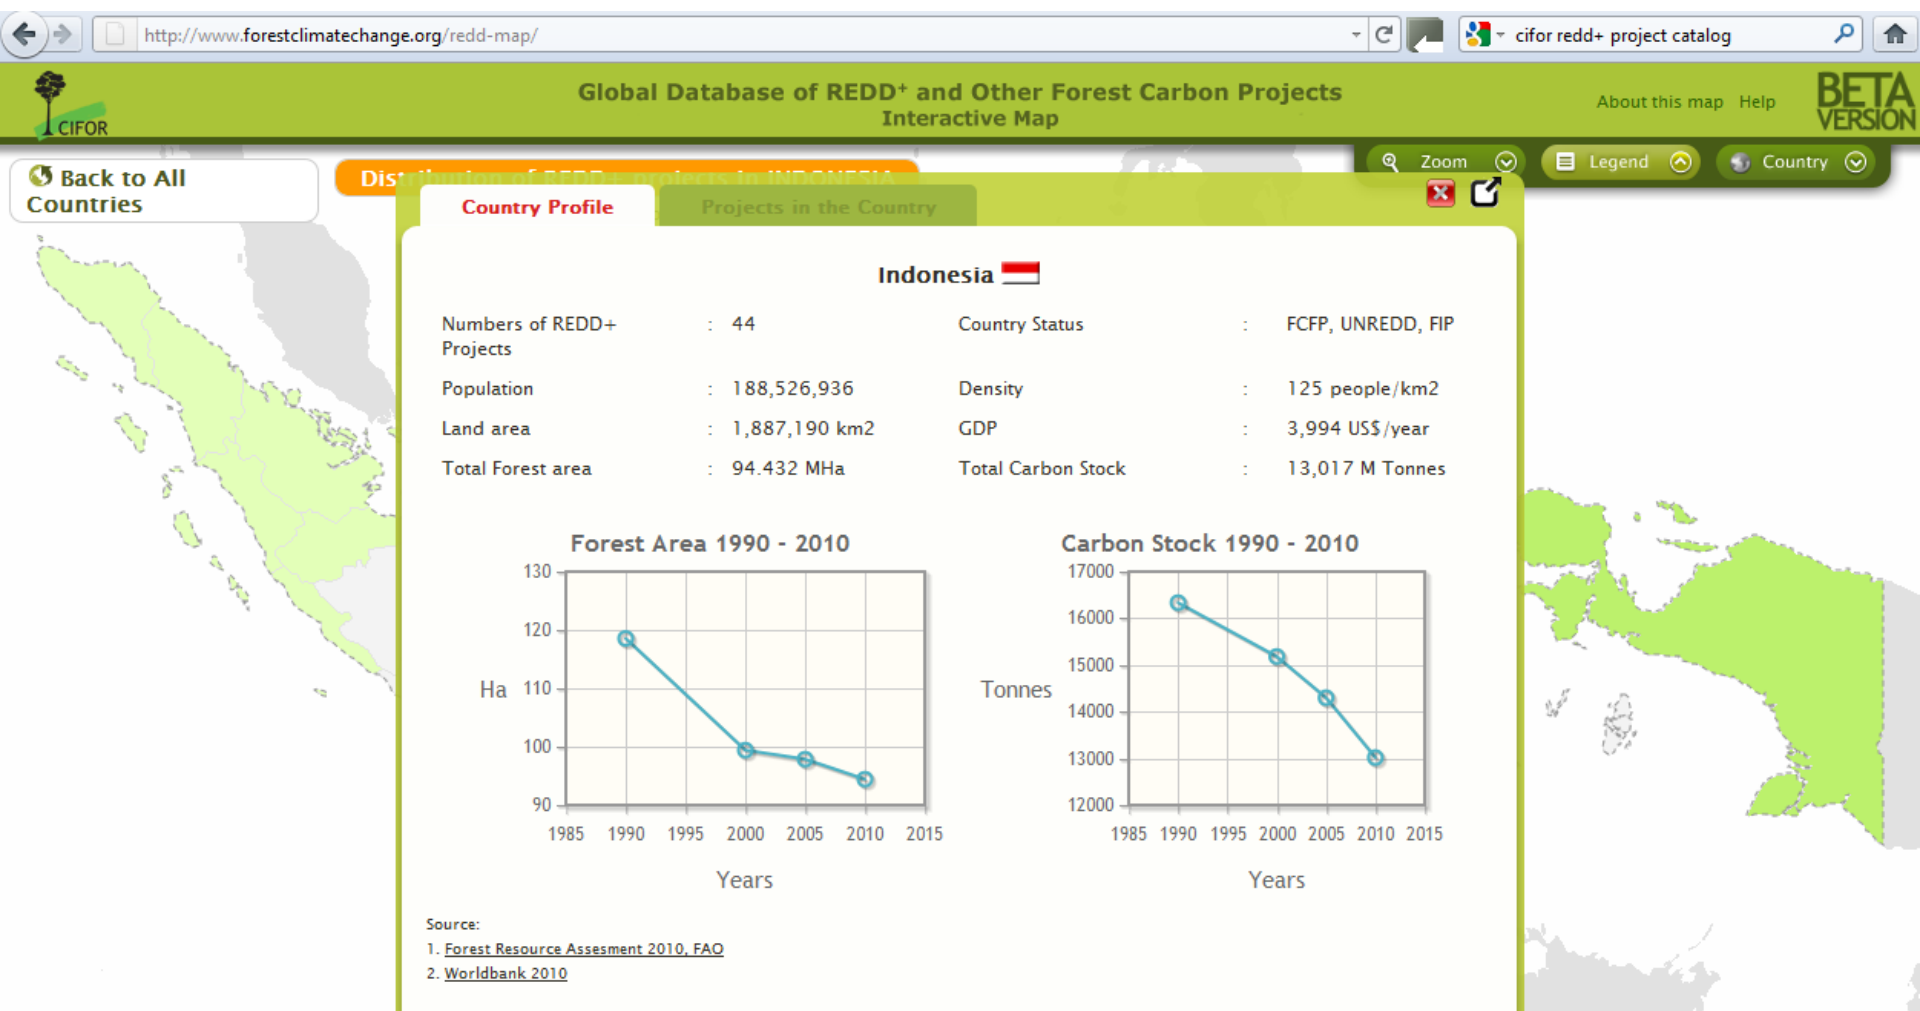 http://www.forestclimatechange.org/redd-map/
cifor redd+ project catalog
CIFOR
Global Database of REDD+ and Other Forest Carbon Projects
Interactive Map
About this map Help
BETA
VERSION
Back to All
Countries
Distribution of REDD+ projects in INDONESIA
Zoom
Legend
Country
Country Profile
Projects in the Country
Indonesia
Numbers of REDD+ Projects : 44
Country Status : FCFP, UNREDD, FIP
Population : 188,526,936
Density : 125 people/km2
Land area : 1,887,190 km2
GDP : 3,994 US$/year
Total Forest area : 94.432 MHa
Total Carbon Stock : 13,017 M Tonnes
Forest Area 1990 - 2010
130
120
Ha 110
100
90
1985 1990 1995 2000 2005 2010 2015
Years
Carbon Stock 1990 - 2010
17000
16000
15000
Tonnes
14000
13000
12000
1985 1990 1995 2000 2005 2010 2015
Years
Source:
1. Forest Resource Assesment 2010, FAO
2. Worldbank 2010